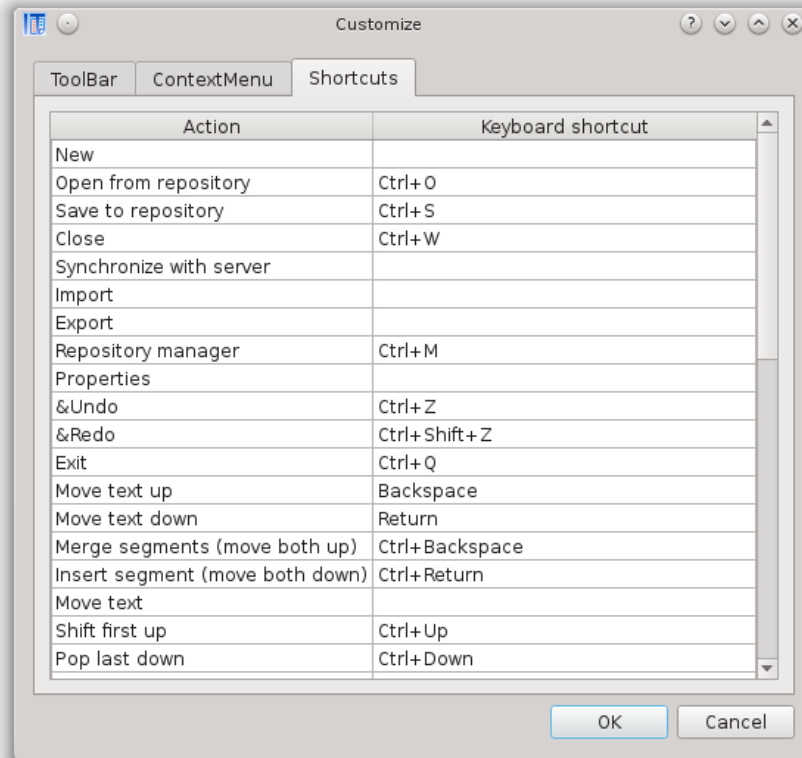 Customize
ToolBar ContextMenu Shortcuts
Action Keyboard shortcut
New
Open from repository Ctrl+O
Save to repository Ctrl+S
Close Ctrl+W
Synchronize with server
Import
Export
Repository manager Ctrl+M
Properties
&Undo Ctrl+Z
&Redo Ctrl+Shift+Z
Exit Ctrl+Q
Move text up Backspace
Move text down Return
Merge segments (move both up) Ctrl+Backspace
Insert segment (move both down) Ctrl+Return
Move text
Shift first up Ctrl+Up
Pop last down Ctrl+Down
OK Cancel